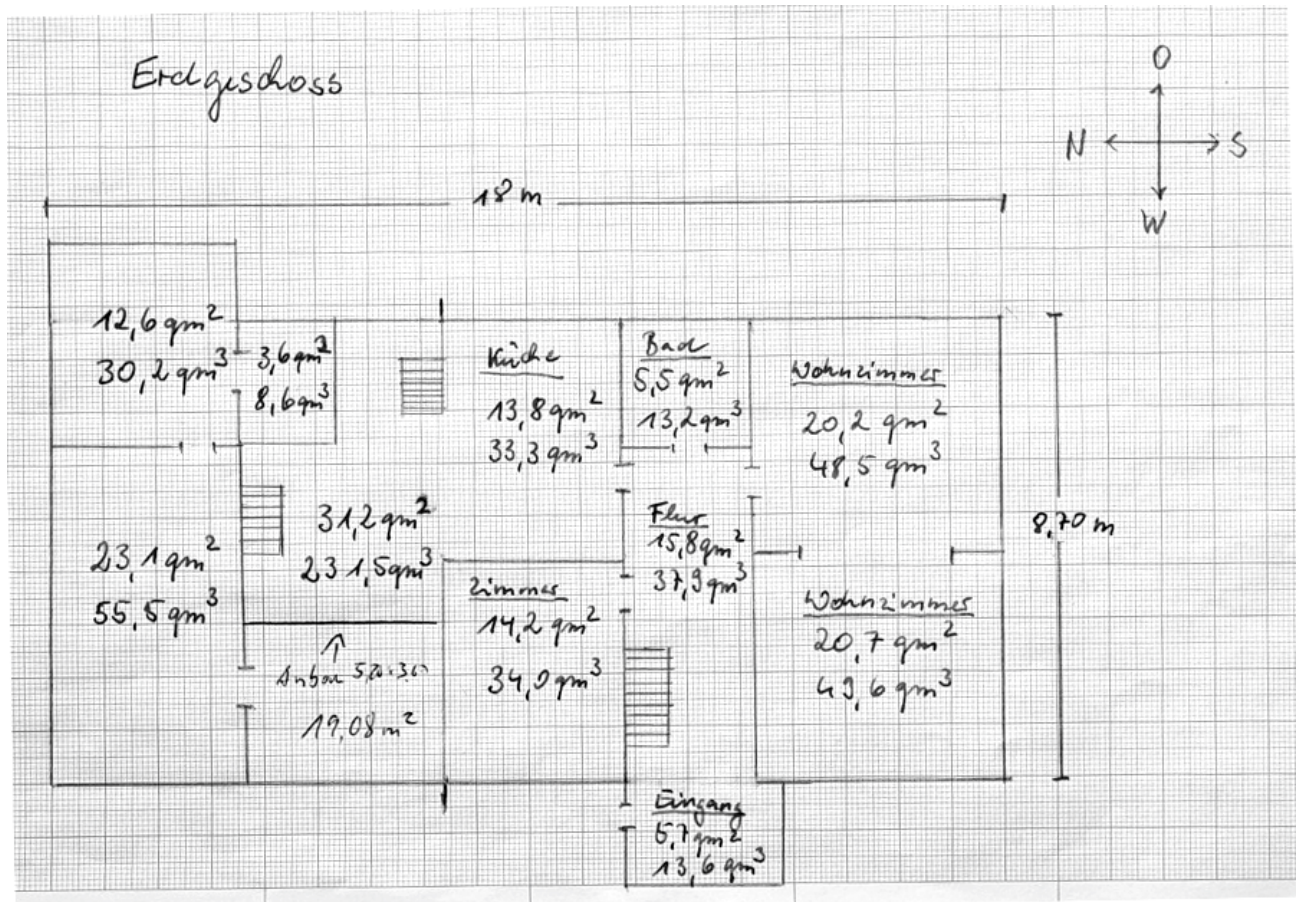 Erdgeschoss
O
N
S
W
18 m
12,6 qm²
30,2 qm³
3,6 qm²
8,6 qm³
Küche
13,8 qm²
33,3 qm³
Bad
5,5 qm²
13,2 qm³
Wohnzimmer
20,2 qm²
48,5 qm³
8,70 m
23,1 qm²
55,5 qm³
31,2 qm²
231,5 qm³
Flur
15,8 qm²
37,9 qm³
Zimmer
14,2 qm²
34,0 qm³
Wohnzimmer
20,7 qm²
49,6 qm³
Anbau
19,08 m²
Eingang
5,7 qm²
13,6 qm³